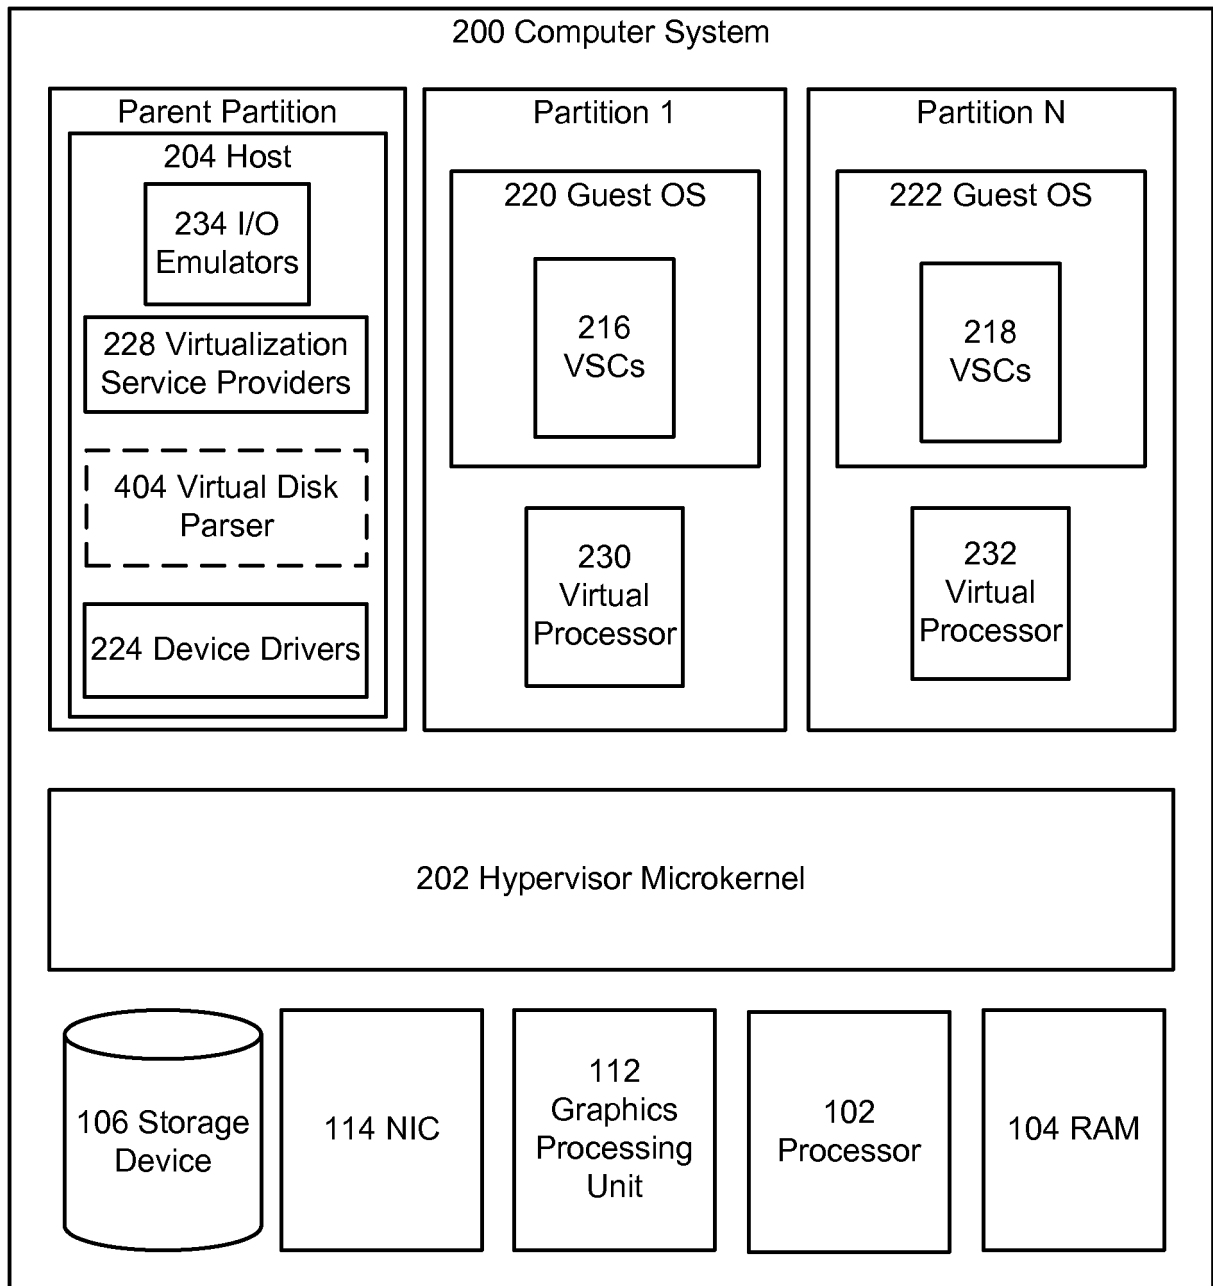 200 Computer System
Parent Partition
204 Host
234 I/O
Emulators
228 Virtualization
Service Providers
404 Virtual Disk
Parser
224 Device Drivers
Partition 1
220 Guest OS
216
VSCs
230
Virtual
Processor
Partition N
222 Guest OS
218
VSCs
232
Virtual
Processor
202 Hypervisor Microkernel
106 Storage
Device
114 NIC
112
Graphics
Processing
Unit
102
Processor
104 RAM